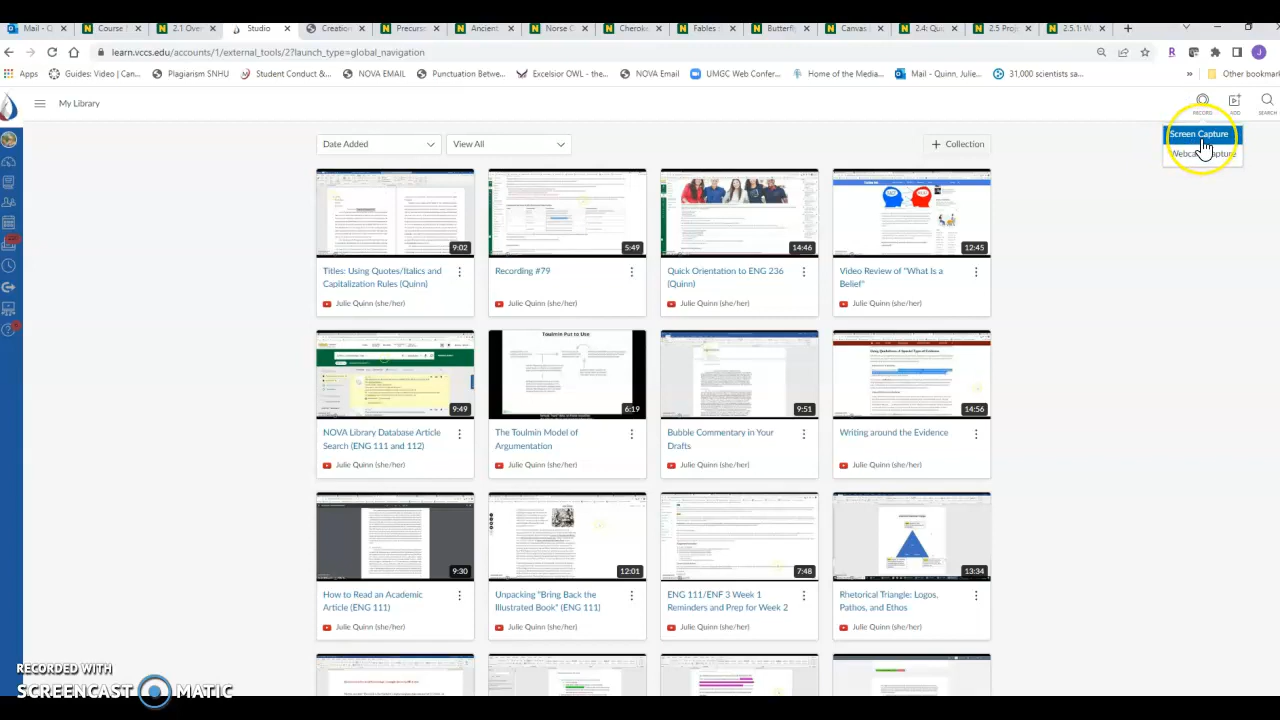 Mail - Q
Course
2.1 Over
Studio
Creation
Precurso
Ancient
Norse
Cheroke
Fables
Butterfl
Canvas
2.4: Qu
2.5 Proj
2.5.1: W
learn.vccs.edu/accounts/1/external_tools/2?launch_type=global_navigation
Apps
Guides: Video | Can...
Plagiarism SNHU
Student Conduct &...
NOVA EMAIL
Punctuation Betwe...
Excelsior OWL - the...
NOVA Email
UMGC Web Confer...
Home of the Media...
Mail - Quinn, Julie...
31,000 scientists sa...
»
Other bookmar
My Library
RECORD
ADD
SEARCH
Date Added
View All
+ Collection
Screen Capture
Webcam Capture
9:02
5:49
14:46
12:45
Titles: Using Quotes/Italics and
Capitalization Rules (Quinn)
Julie Quinn (she/her)
Recording #79
Julie Quinn (she/her)
Quick Orientation to ENG 236
(Quinn)
Julie Quinn (she/her)
Video Review of "What Is a
Belief"
Julie Quinn (she/her)
Toulmin Put to Use
9:49
6:19
9:51
14:56
NOVA Library Database Article
Search (ENG 111 and 112)
Julie Quinn (she/her)
The Toulmin Model of
Argumentation
Julie Quinn (she/her)
Bubble Commentary in Your
Drafts
Julie Quinn (she/her)
Writing around the Evidence
Julie Quinn (she/her)
9:30
12:01
7:48
13:34
How to Read an Academic
Article (ENG 111)
Julie Quinn (she/her)
Unpacking "Bring Back the
Illustrated Book" (ENG 111)
Julie Quinn (she/her)
ENG 111/ENF 3 Week 1
Reminders and Prep for Week 2
Julie Quinn (she/her)
Rhetorical Triangle: Logos,
Pathos, and Ethos
Julie Quinn (she/her)
RECORDED WITH
SCREENCAST MATIC